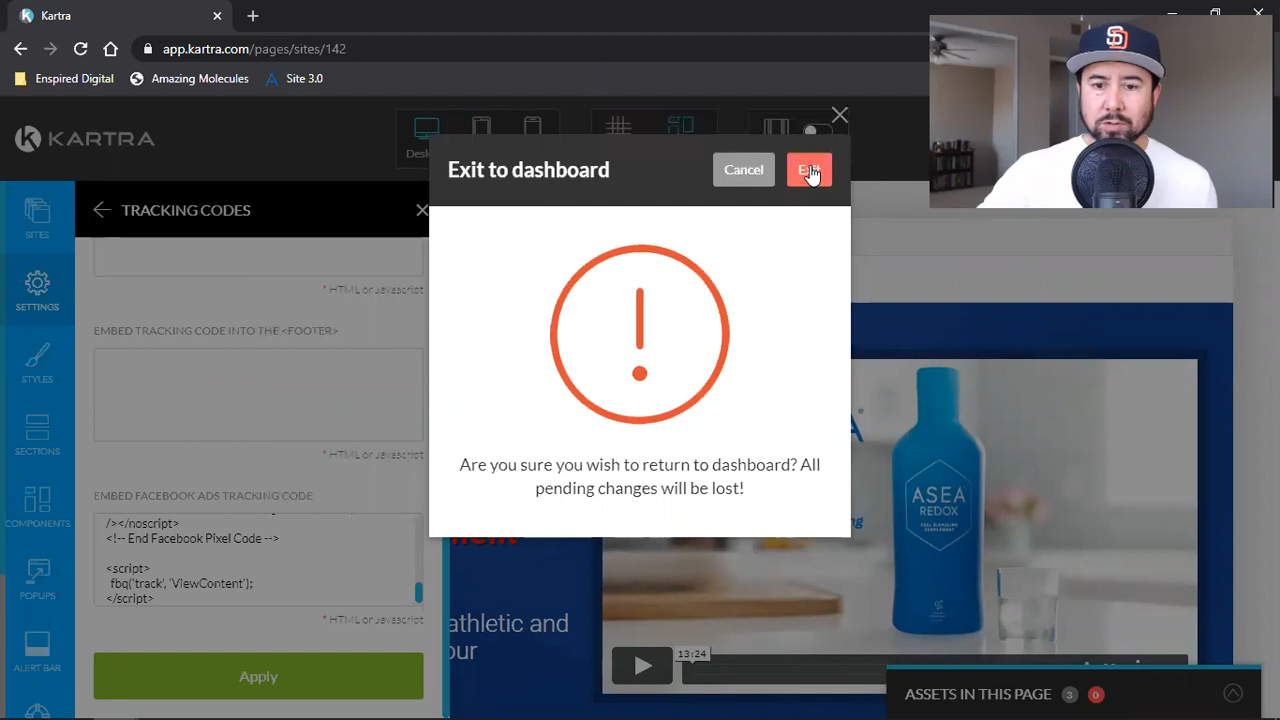 Kartra
app.kartra.com/pages/sites/142
Enspired Digital
Amazing Molecules
Site 3.0
KARTRA
Exit to dashboard
Cancel
SITES
SETTINGS
STYLES
SECTIONS
COMPONENTS
POPUPS
ALERT BAR
TRACKING CODES
* HTML or Javascript
EMBED TRACKING CODE INTO THE <FOOTER>
* HTML or Javascript
EMBED FACEBOOK ADS TRACKING CODE
/></noscript>
<!-- End Facebook Pixel Code -->
<script>
fbq('track', 'ViewContent');
</script>
* HTML or Javascript
Apply
Are you sure you wish to return to dashboard? All
pending changes will be lost!
athletic and
our
ASEA
REDOX
13:24
ASSETS IN THIS PAGE 3 0
SD